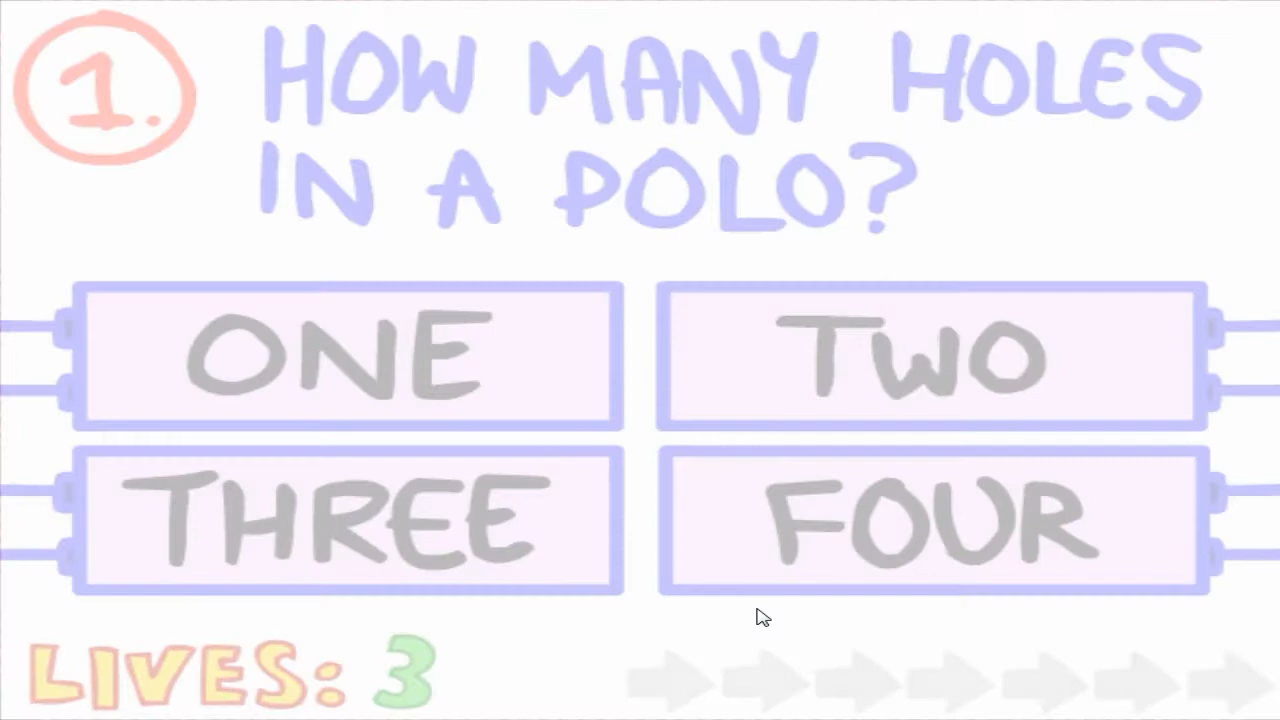 1.
HOW MANY HOLES
IN A POLO?
ONE
TWO
THREE
FOUR
LIVES: 3